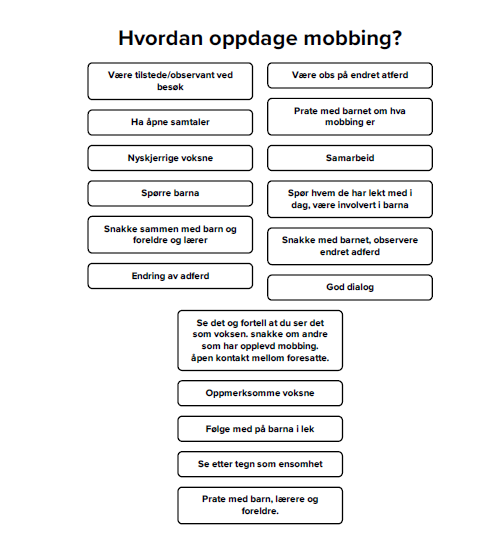 Hvordan oppdage mobbing?
Være tilstede/observant ved
besøk
Ha åpne samtaler
Nyskjerrige voksne
Spørre barna
Snakke sammen med barn og
foreldre og lærer
Endring av adferd
Være obs på endret atferd
Prate med barnet om hva
mobbing er
Samarbeid
Spør hvem de har lekt med i
dag, være involvert i barna
Snakke med barnet, observere
endret adferd
God dialog
Se det og fortell at du ser det
som voksen. snakke om andre
som har opplevd mobbing.
åpen kontakt mellom foresatte.
Oppmerksomme voksne
Følge med på barna i lek
Se etter tegn som ensomhet
Prate med barn, lærere og
foreldre.